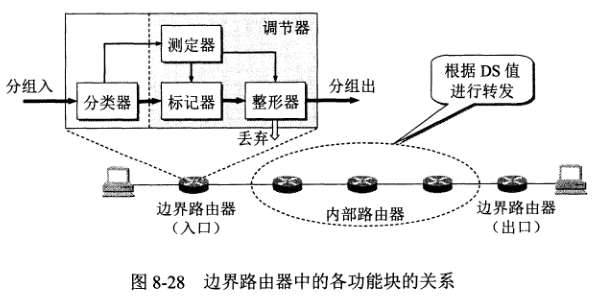 调节器
测定器
分组入
分类器
标记器
整形器
分组出
丢弃
根据 DS 值
进行转发
边界路由器
（入口）
内部路由器
边界路由器
（出口）
图 8-28 边界路由器中的各功能块的关系